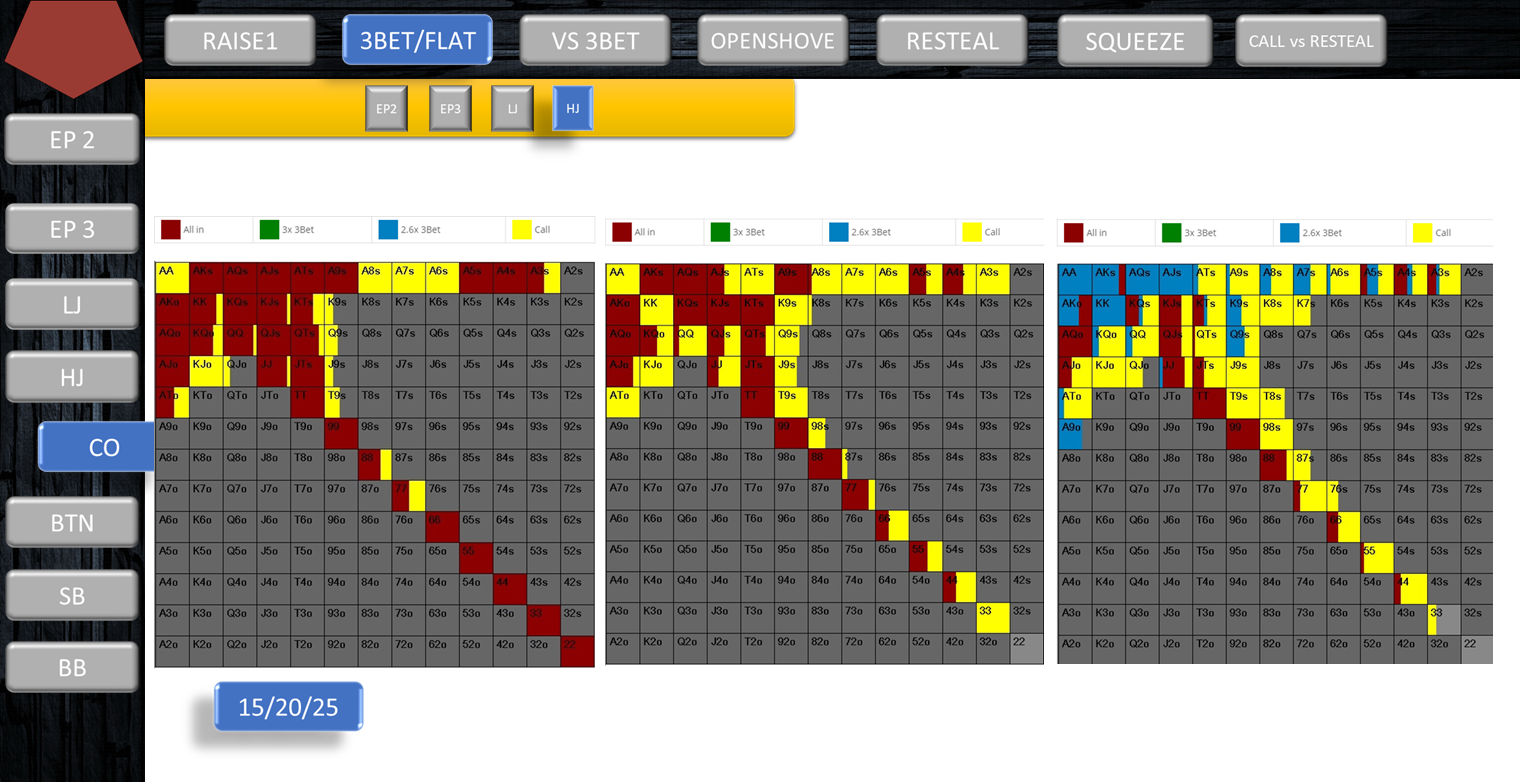 RAISE1 3BET/FLAT VS 3BET OPENSHOVE RESTEAL SQUEEZE CALL vs RESTEAL
EP2 EP3 LJ HJ
EP 2
EP 3
LJ
HJ
CO
BTN
SB
BB
All in 3x 3Bet 2.6x 3Bet Call
AA AKs AQs AJs ATs A9s A8s A7s A6s A5s A4s A3s A2s
AKo KK KQs KJs KTs K9s K8s K7s K6s K5s K4s K3s K2s
AQo KQo QQ QJs QTs Q9s Q8s Q7s Q6s Q5s Q4s Q3s Q2s
AJo KJo QJo JJ JTs J9s J8s J7s J6s J5s J4s J3s J2s
ATo KTo QTo JTo TT T9s T8s T7s T6s T5s T4s T3s T2s
A9o K9o Q9o J9o T9o 99 98s 97s 96s 95s 94s 93s 92s
A8o K8o Q8o J8o T8o 98o 88 87s 86s 85s 84s 83s 82s
A7o K7o Q7o J7o T7o 97o 87o 77 76s 75s 74s 73s 72s
A6o K6o Q6o J6o T6o 96o 86o 76o 66 65s 64s 63s 62s
A5o K5o Q5o J5o T5o 95o 85o 75o 65o 55 54s 53s 52s
A4o K4o Q4o J4o T4o 94o 84o 74o 64o 54o 44 43s 42s
A3o K3o Q3o J3o T3o 93o 83o 73o 63o 53o 43o 33 32s
A2o K2o Q2o J2o T2o 92o 82o 72o 62o 52o 42o 32o 22
All in 3x 3Bet 2.6x 3Bet Call
AA AKs AQs AJs ATs A9s A8s A7s A6s A5s A4s A3s A2s
AKo KK KQs KJs KTs K9s K8s K7s K6s K5s K4s K3s K2s
AQo KQo QQ QJs QTs Q9s Q8s Q7s Q6s Q5s Q4s Q3s Q2s
AJo KJo QJo JJ JTs J9s J8s J7s J6s J5s J4s J3s J2s
ATo KTo QTo JTo TT T9s T8s T7s T6s T5s T4s T3s T2s
A9o K9o Q9o J9o T9o 99 98s 97s 96s 95s 94s 93s 92s
A8o K8o Q8o J8o T8o 98o 88 87s 86s 85s 84s 83s 82s
A7o K7o Q7o J7o T7o 97o 87o 77 76s 75s 74s 73s 72s
A6o K6o Q6o J6o T6o 96o 86o 76o 66 65s 64s 63s 62s
A5o K5o Q5o J5o T5o 95o 85o 75o 65o 55 54s 53s 52s
A4o K4o Q4o J4o T4o 94o 84o 74o 64o 54o 44 43s 42s
A3o K3o Q3o J3o T3o 93o 83o 73o 63o 53o 43o 33 32s
A2o K2o Q2o J2o T2o 92o 82o 72o 62o 52o 42o 32o 22
All in 3x 3Bet 2.6x 3Bet Call
AA AKs AQs AJs ATs A9s A8s A7s A6s A5s A4s A3s A2s
AKo KK KQs KJs KTs K9s K8s K7s K6s K5s K4s K3s K2s
AQo KQo QQ QJs QTs Q9s Q8s Q7s Q6s Q5s Q4s Q3s Q2s
AJo KJo QJo JJ JTs J9s J8s J7s J6s J5s J4s J3s J2s
ATo KTo QTo JTo TT T9s T8s T7s T6s T5s T4s T3s T2s
A9o K9o Q9o J9o T9o 99 98s 97s 96s 95s 94s 93s 92s
A8o K8o Q8o J8o T8o 98o 88 87s 86s 85s 84s 83s 82s
A7o K7o Q7o J7o T7o 97o 87o 77 76s 75s 74s 73s 72s
A6o K6o Q6o J6o T6o 96o 86o 76o 66 65s 64s 63s 62s
A5o K5o Q5o J5o T5o 95o 85o 75o 65o 55 54s 53s 52s
A4o K4o Q4o J4o T4o 94o 84o 74o 64o 54o 44 43s 42s
A3o K3o Q3o J3o T3o 93o 83o 73o 63o 53o 43o 33 32s
A2o K2o Q2o J2o T2o 92o 82o 72o 62o 52o 42o 32o 22
15/20/25